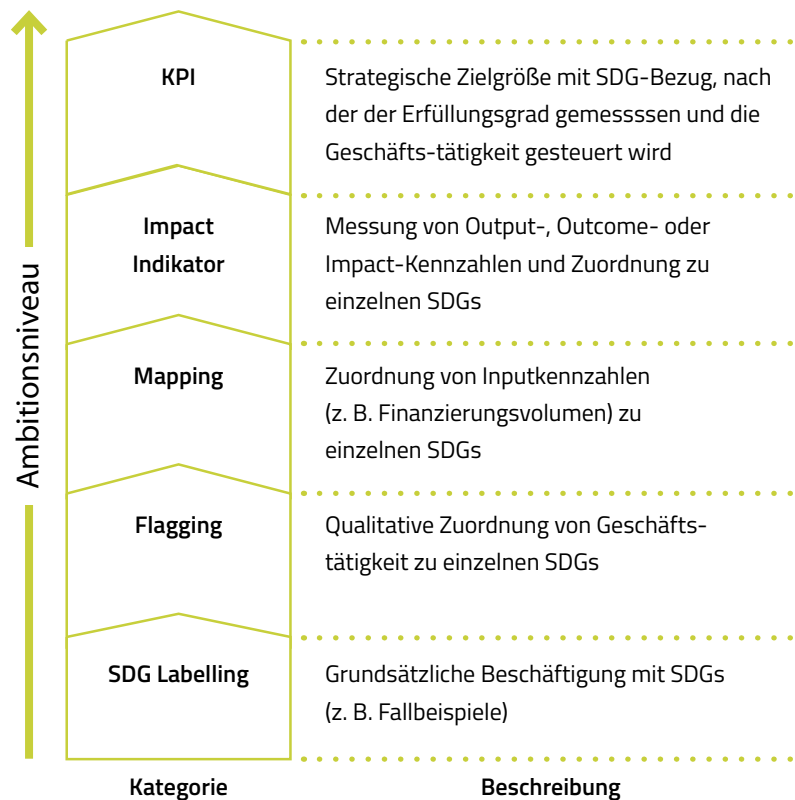 Ambitionsniveau
KPI
Strategische Zielgröße mit SDG-Bezug, nach
der der Erfüllungsgrad gemessssen und die
Geschäfts-tätigkeit gesteuert wird
Impact
Indikator
Messung von Output-, Outcome- oder
Impact-Kennzahlen und Zuordnung zu
einzelnen SDGs
Mapping
Zuordnung von Inputkennzahlen
(z. B. Finanzierungsvolumen) zu
einzelnen SDGs
Flagging
Qualitative Zuordnung von Geschäfts-
tätigkeit zu einzelnen SDGs
SDG Labelling
Grundsätzliche Beschäftigung mit SDGs
(z. B. Fallbeispiele)
Kategorie
Beschreibung